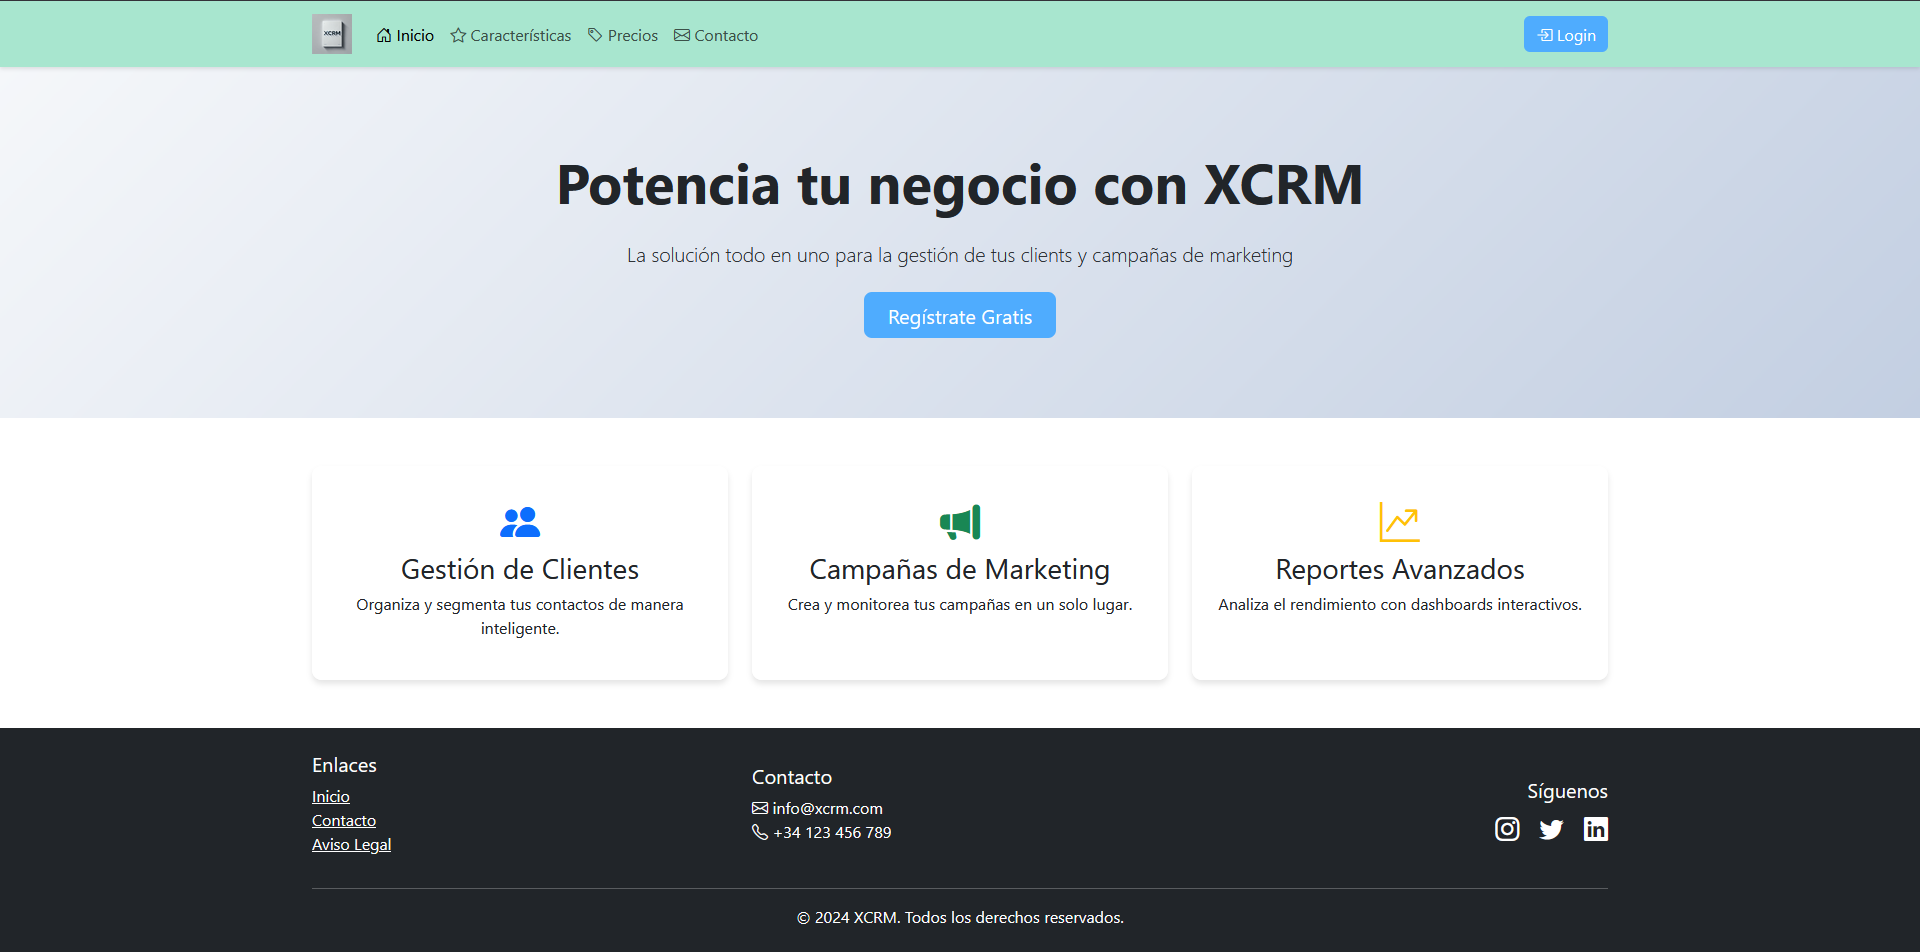 XCRM
Inicio
Características
Precios
Contacto
Login
Potencia tu negocio con XCRM
La solución todo en uno para la gestión de tus clients y campañas de marketing
Regístrate Gratis
Gestión de Clientes
Organiza y segmenta tus contactos de manera
inteligente.
Campañas de Marketing
Crea y monitorea tus campañas en un solo lugar.
Reportes Avanzados
Analiza el rendimiento con dashboards interactivos.
Enlaces
Inicio
Contacto
Aviso Legal
Contacto
info@xcrm.com
+34 123 456 789
Síguenos
© 2024 XCRM. Todos los derechos reservados.